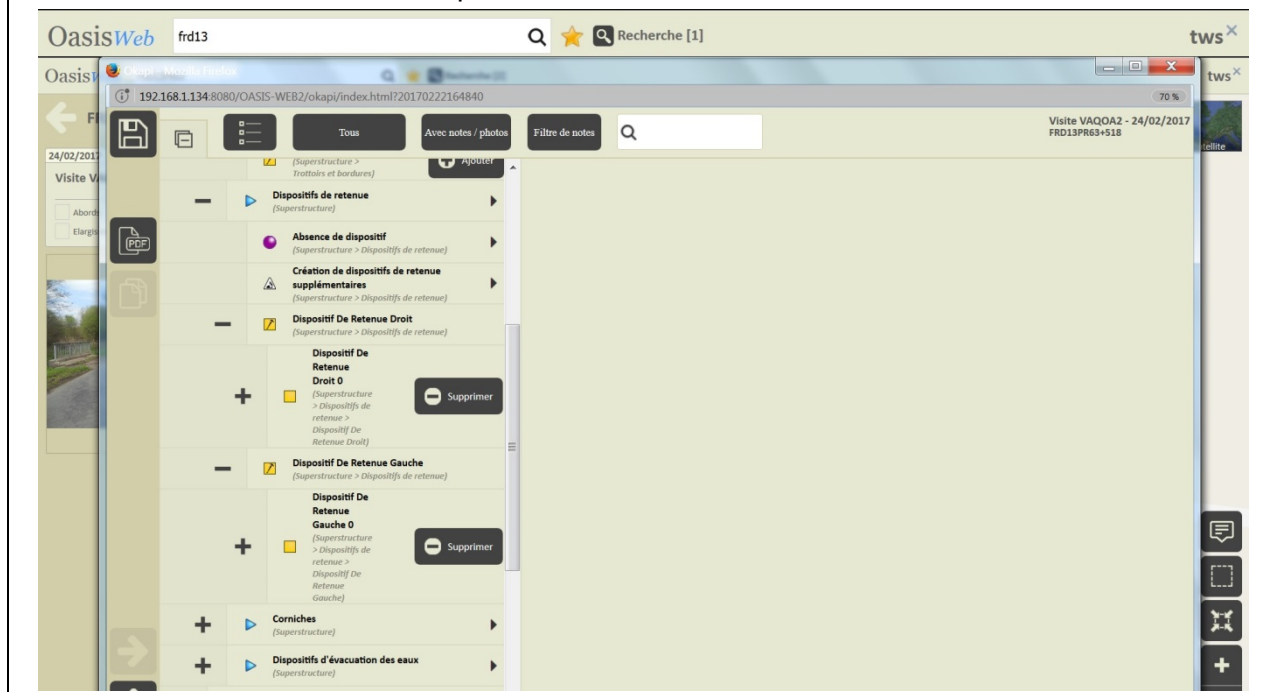 OasisWeb frd13 Recherche [1] tws×
Okapi - Mozilla Firefox
tws×
192.168.1.134:8080/OASIS-WEB2/okapi/index.html?20170222164840 70 %
Tous Avec notes / photos Filtre de notes
Visite VAQOA2 - 24/02/2017
FRD13PR63+518
24/02/2017
Visite
(Superstructure >
Trottoirs et bordures)
Ajouter
Dispositifs de retenue
(Superstructure)
PDF
Absence de dispositif
(Superstructure > Dispositifs de retenue)
Création de dispositifs de retenue
supplémentaires
(Superstructure > Dispositifs de retenue)
Dispositif De Retenue Droit
(Superstructure > Dispositifs de retenue)
Dispositif De
Retenue
Droit 0
(Superstructure
> Dispositifs de
retenue >
Dispositif De
Retenue Droit)
Supprimer
Dispositif De Retenue Gauche
(Superstructure > Dispositifs de retenue)
Dispositif De
Retenue
Gauche 0
(Superstructure
> Dispositifs de
retenue >
Dispositif De
Retenue
Gauche)
Supprimer
Corniches
(Superstructure)
Dispositifs d'évacuation des eaux
(Superstructure)